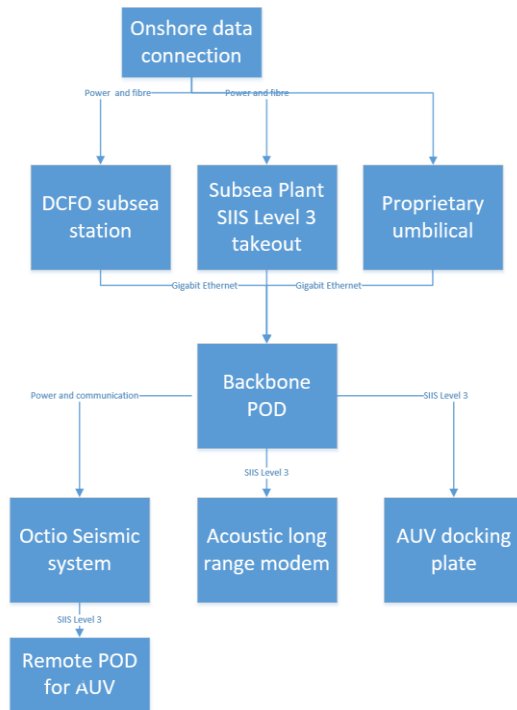 Onshore data
connection
Power and fibre
Power and fibre
DCFO subsea
station
Subsea Plant
SIIS Level 3
takeout
Proprietary
umbilical
Gigabit Ethernet
Gigabit Ethernet
Backbone
POD
Power and communication
SIIS Level 3
SIIS Level 3
Octio Seismic
system
Acoustic long
range modem
AUV docking
plate
SIIS Level 3
Remote POD
for AUV